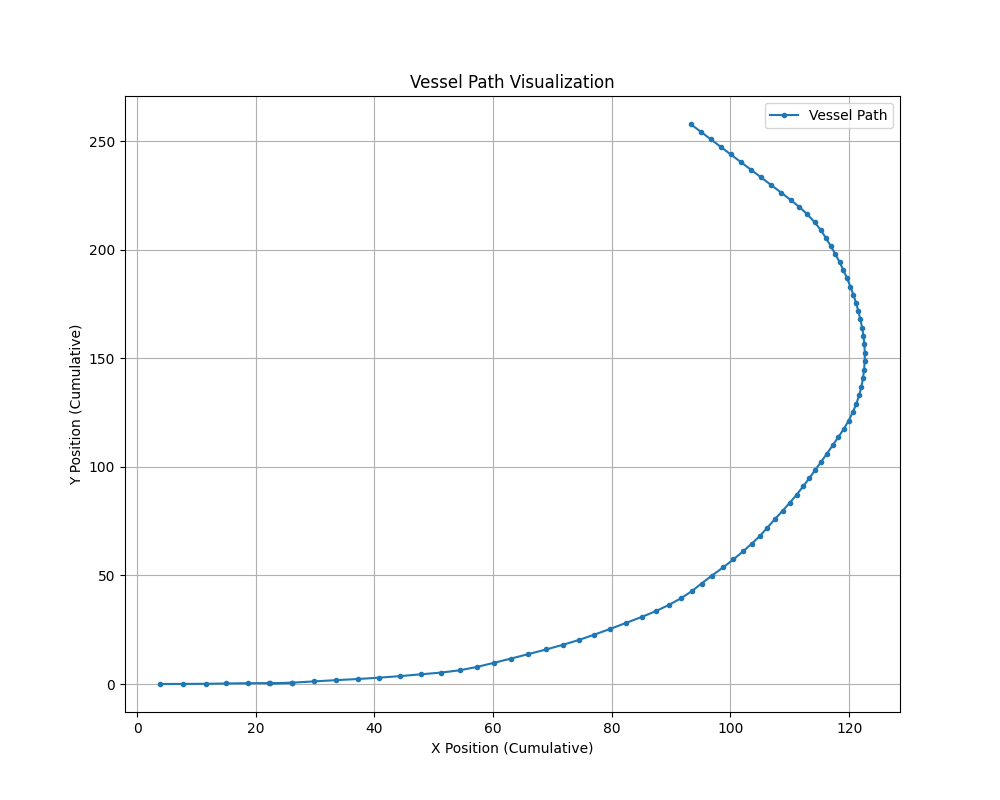 Vessel Path Visualization
Vessel Path
250
200
150
100
50
0
Y Position (Cumulative)
0 20 40 60 80 100 120
X Position (Cumulative)